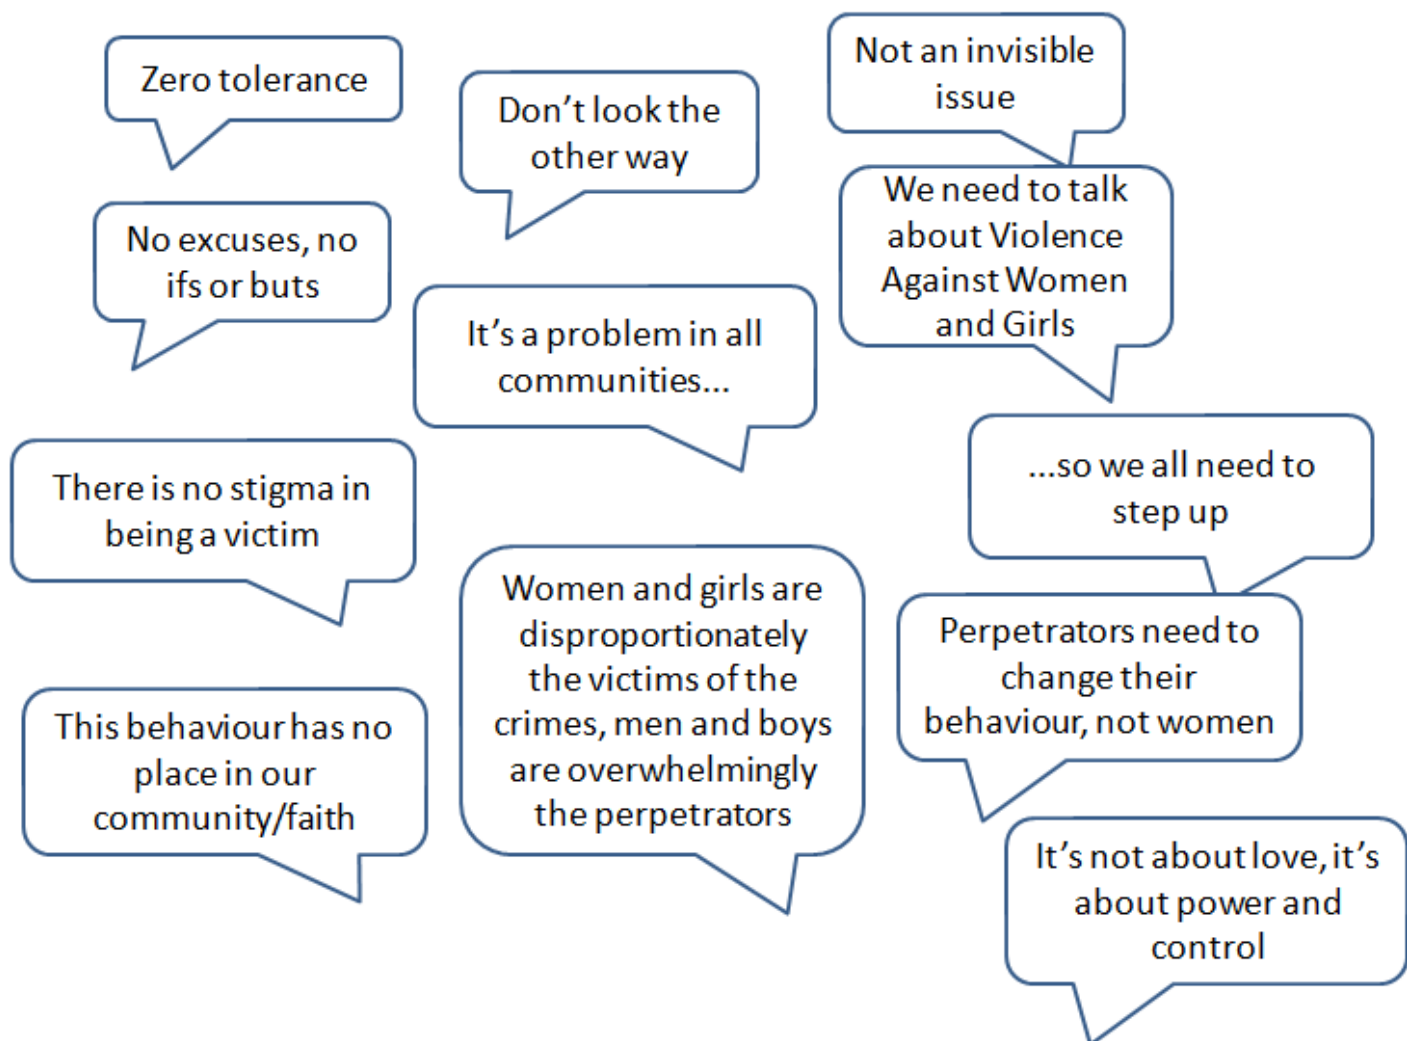 Zero tolerance
Don’t look the
other way
Not an invisible
issue
No excuses, no
ifs or buts
We need to talk
about Violence
Against Women
and Girls
It’s a problem in all
communities...
There is no stigma in
being a victim
...so we all need to
step up
Women and girls are
disproportionately
the victims of the
crimes, men and boys
are overwhelmingly
the perpetrators
Perpetrators need to
change their
behaviour, not women
This behaviour has no
place in our
community/faith
It’s not about love, it’s
about power and
control